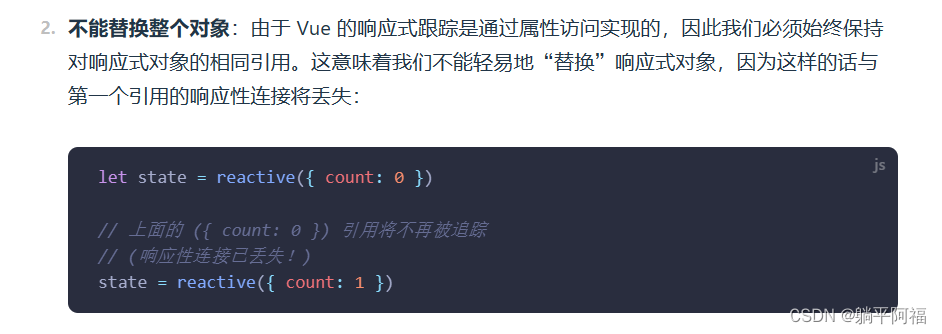 2. 不能替换整个对象：由于 Vue 的响应式跟踪是通过属性访问实现的，因此我们必须始终保持
对响应式对象的相同引用。这意味着我们不能轻易地“替换”响应式对象，因为这样的话与
第一个引用的响应性连接将丢失：
js
let state = reactive({ count: 0 })
// 上面的 ({ count: 0 }) 引用将不再被追踪
// (响应性连接已丢失！)
state = reactive({ count: 1 })
CSDN @躺平阿福